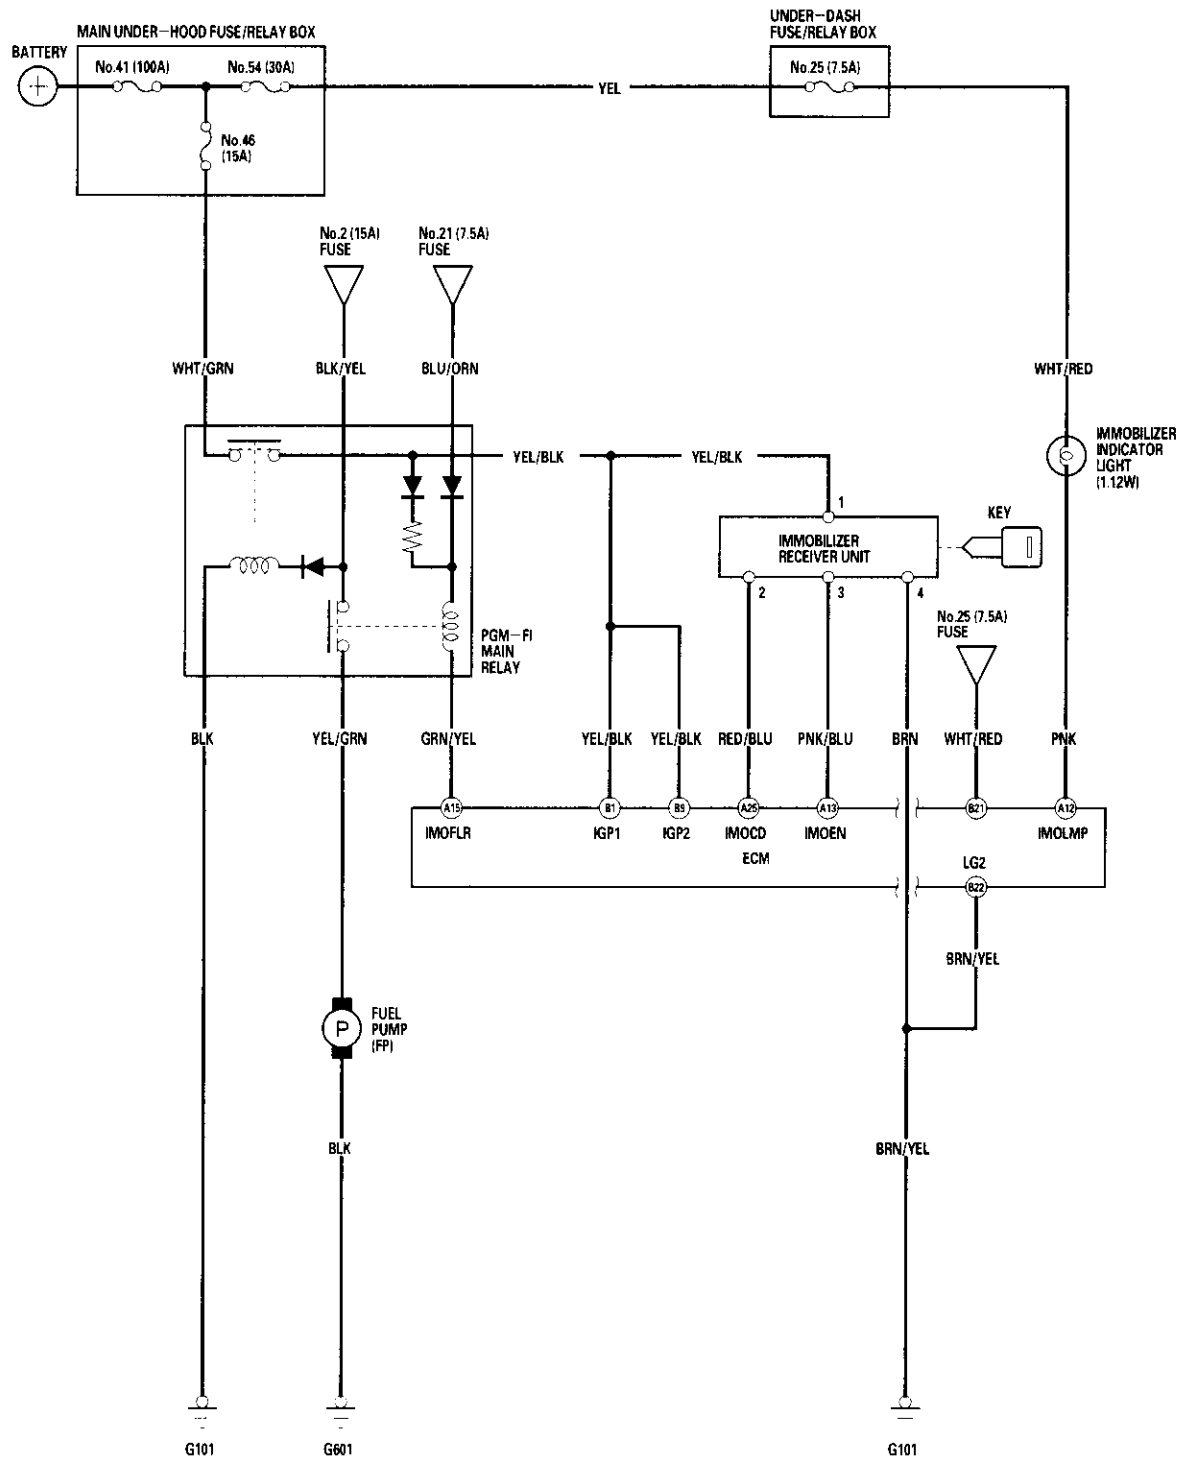 MAIN UNDER-HOOD FUSE/RELAY BOX
UNDER-DASH
FUSE/RELAY BOX
BATTERY
No.41 (100A)
No.54 (30A)
YEL
No.25 (7.5A)
No.46
(15A)
No.2 (15A)
FUSE
No.21 (7.5A)
FUSE
WHT/GRN
BLK/YEL
BLU/ORN
WHT/RED
YEL/BLK
YEL/BLK
IMMOBILIZER
INDICATOR
LIGHT
(1.12W)
1
KEY
IMMOBILIZER
RECEIVER UNIT
2
3
4
No.25 (7.5A)
FUSE
PGM-FI
MAIN
RELAY
BLK
YEL/GRN
GRN/YEL
YEL/BLK
YEL/BLK
RED/BLU
PNK/BLU
BRN
WHT/RED
PNK
A15
B1
B9
A25
A13
B21
A12
IMOFLR
IGP1
IGP2
IMOCD
IMOEN
IMOLMP
ECM
LG2
B22
BRN/YEL
P
FUEL
PUMP
(FP)
BLK
BRN/YEL
G101
G601
G101